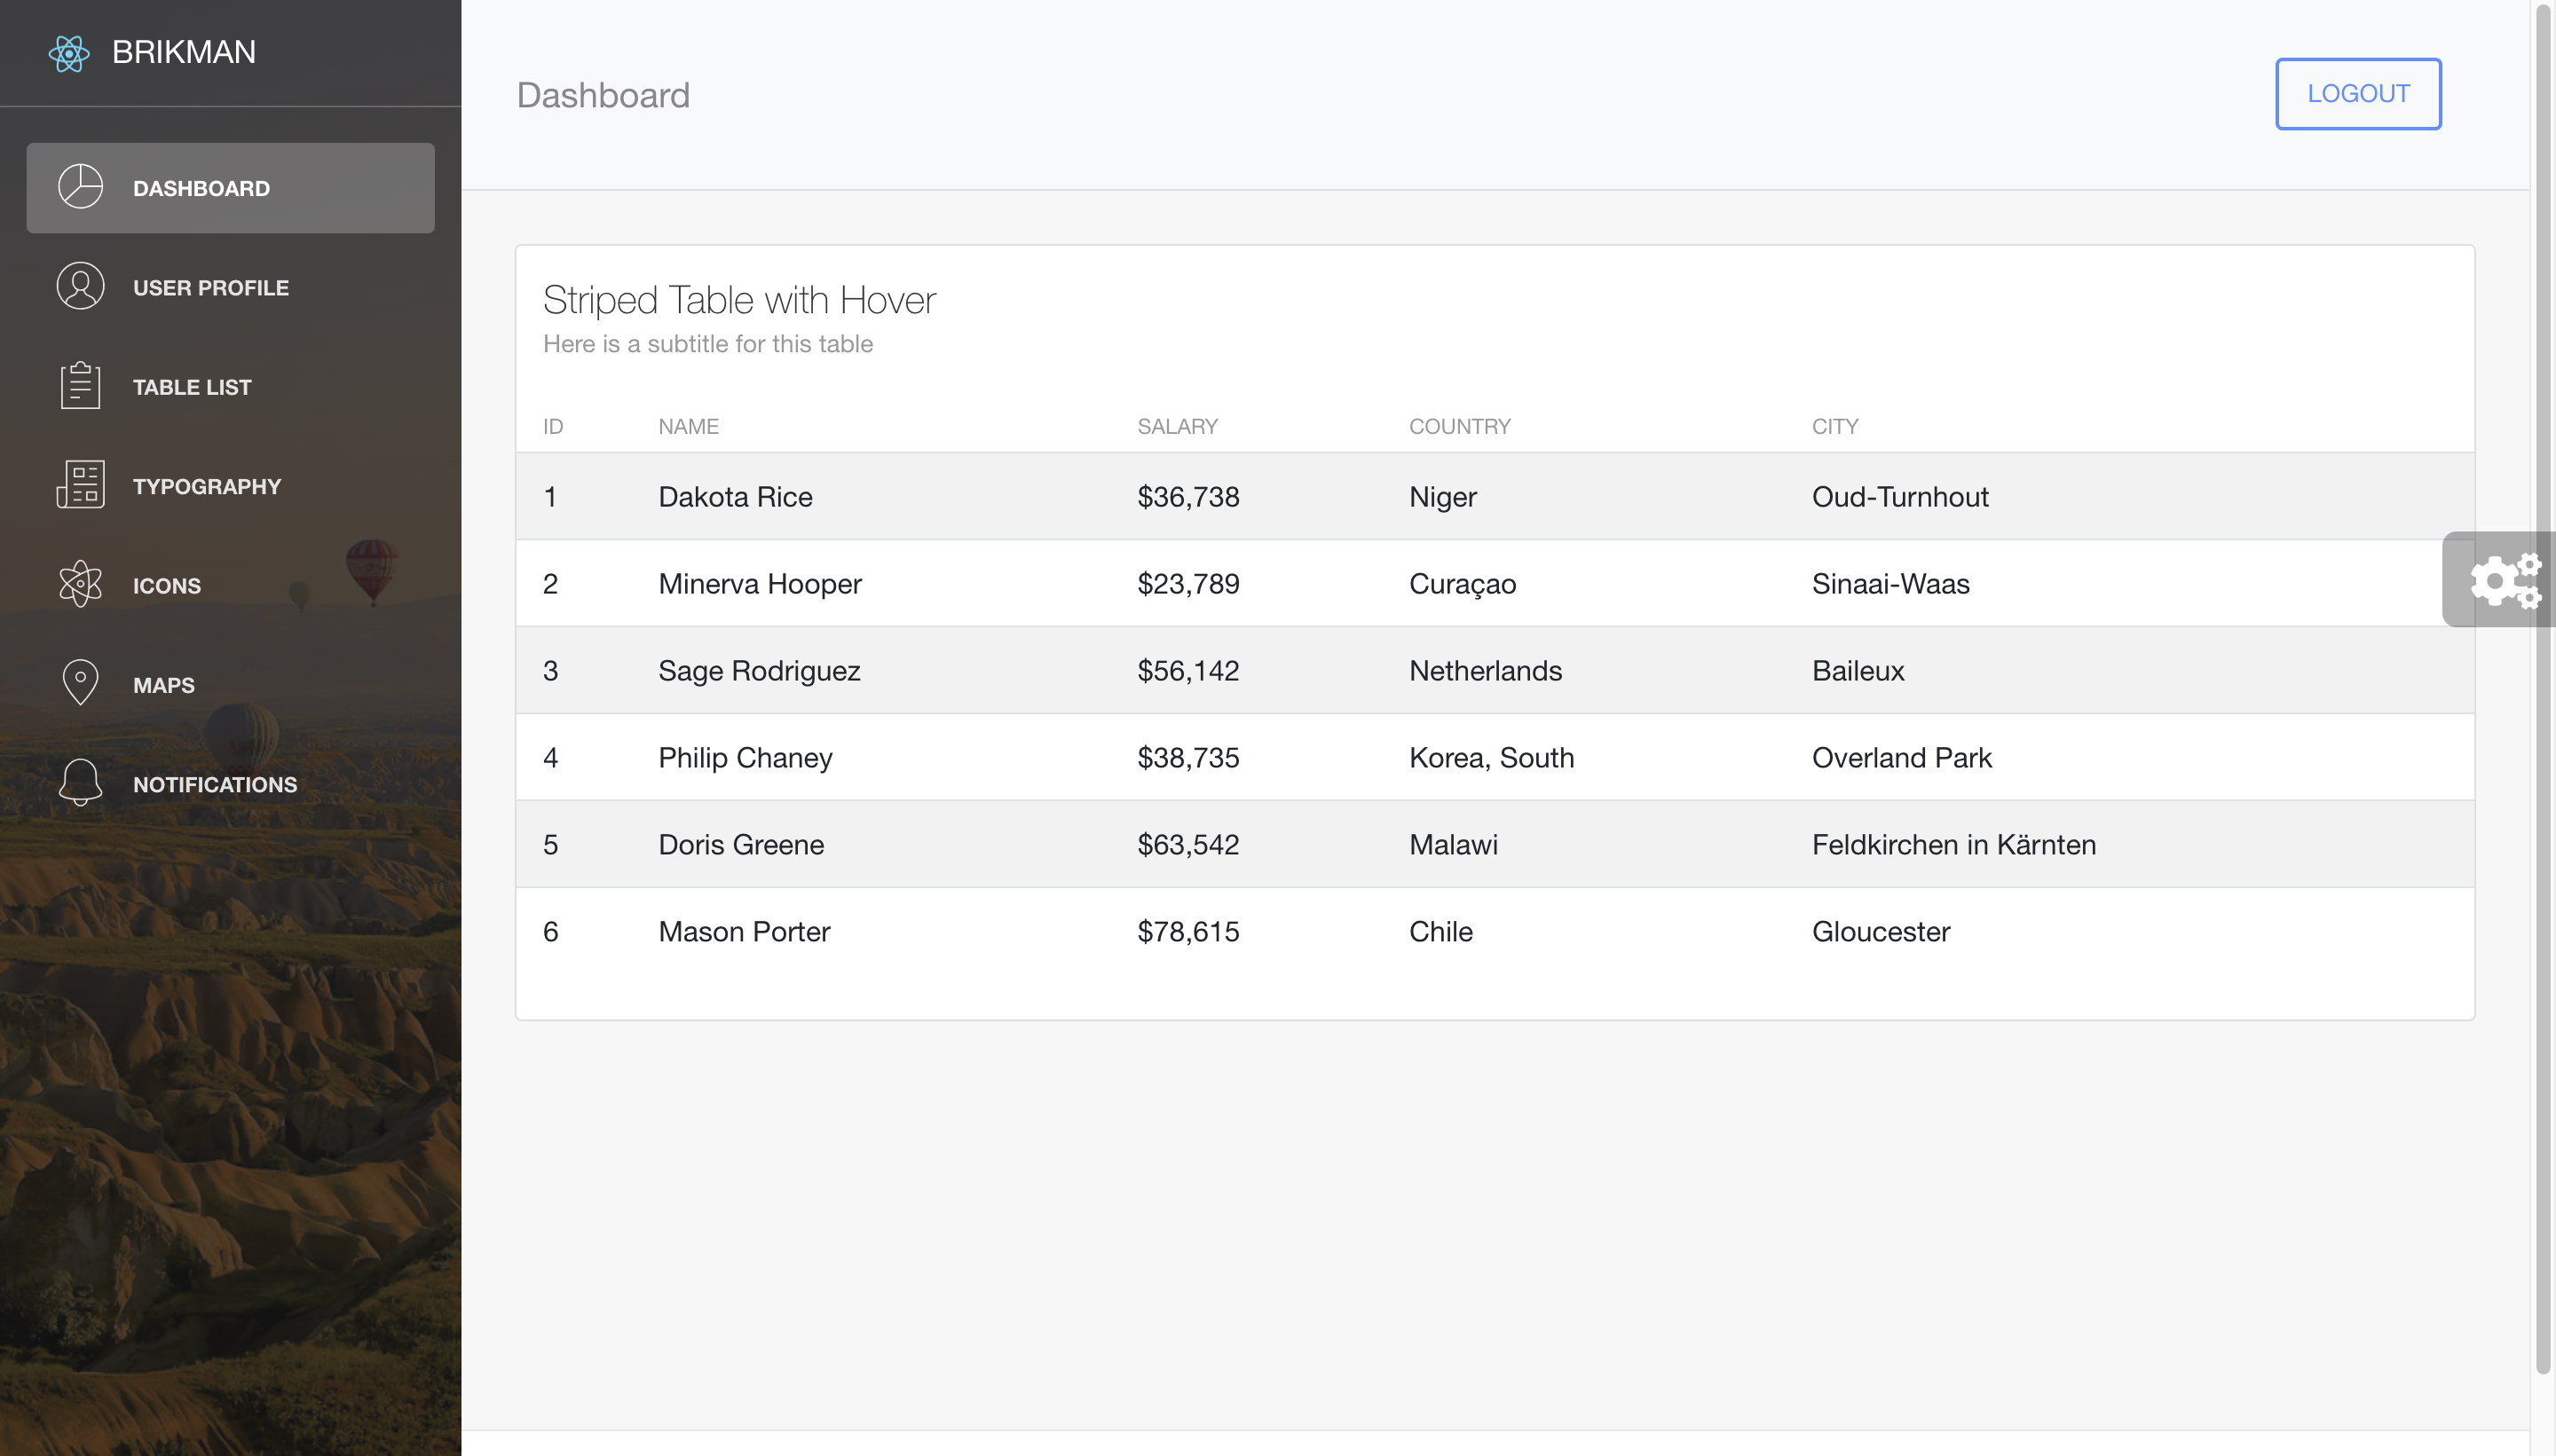 BRIKMAN
DASHBOARD
USER PROFILE
TABLE LIST
TYPOGRAPHY
ICONS
MAPS
NOTIFICATIONS
Dashboard
LOGOUT
Striped Table with Hover
Here is a subtitle for this table
ID NAME SALARY COUNTRY CITY
1 Dakota Rice $36,738 Niger Oud-Turnhout
2 Minerva Hooper $23,789 Curaçao Sinaai-Waas
3 Sage Rodriguez $56,142 Netherlands Baileux
4 Philip Chaney $38,735 Korea, South Overland Park
5 Doris Greene $63,542 Malawi Feldkirchen in Kärnten
6 Mason Porter $78,615 Chile Gloucester